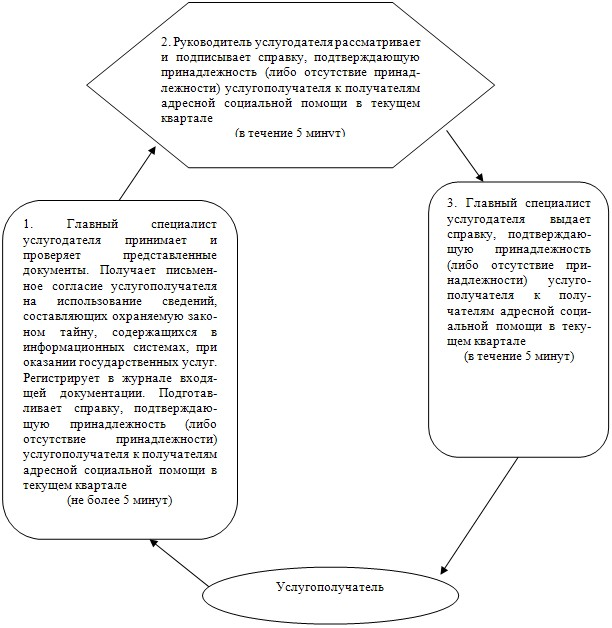 2. Руководитель услугодателя рассматривает
и подписывает справку, подтверждающую
принадлежность (либо отсутствие принад-
лежности) услугополучателя к получателям
адресной социальной помощи в текущем
квартале
(в течение 5 минут)
1. Главный специалист
услугодателя принимает и
проверяет представленные
документы. Получает письмен-
ное согласие услугополучателя
на использование сведений,
составляющих охраняемую зако-
ном тайну, содержащихся в
информационных системах, при
оказании государственных услуг.
Регистрирует в журнале входя-
щей документации. Подготав-
ливает справку, подтверждаю-
щую принадлежность (либо
отсутствие принадлежности)
услугополучателя к получателям
адресной социальной помощи в
текущем квартале
(не более 5 минут)
3. Главный специалист
услугодателя выдает
справку, подтверждаю-
щую принадлежность
(либо отсутствие при-
надлежности) услуго-
получателя к полу-
чателям адресной соци-
альной помощи в теку-
щем квартале
(в течение 5 минут)
Услугополучатель